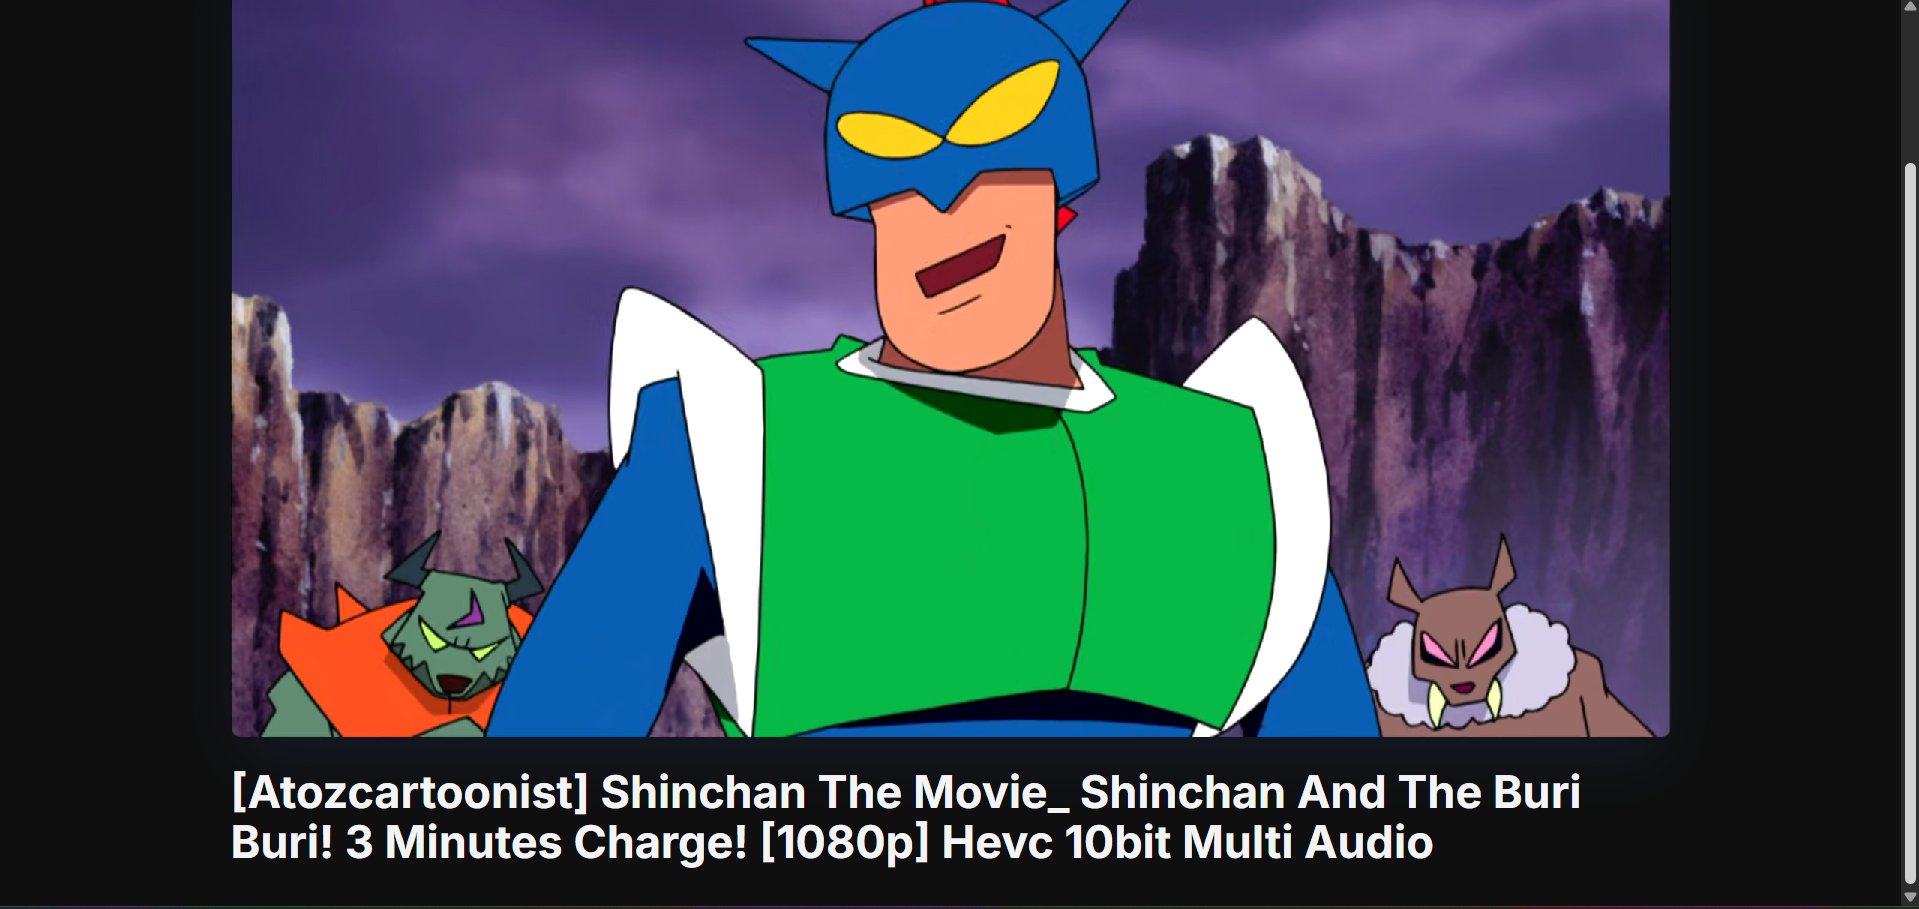 [Atozcartoonist] Shinchan The Movie_ Shinchan And The Buri
Buri! 3 Minutes Charge! [1080p] Hevc 10bit Multi Audio